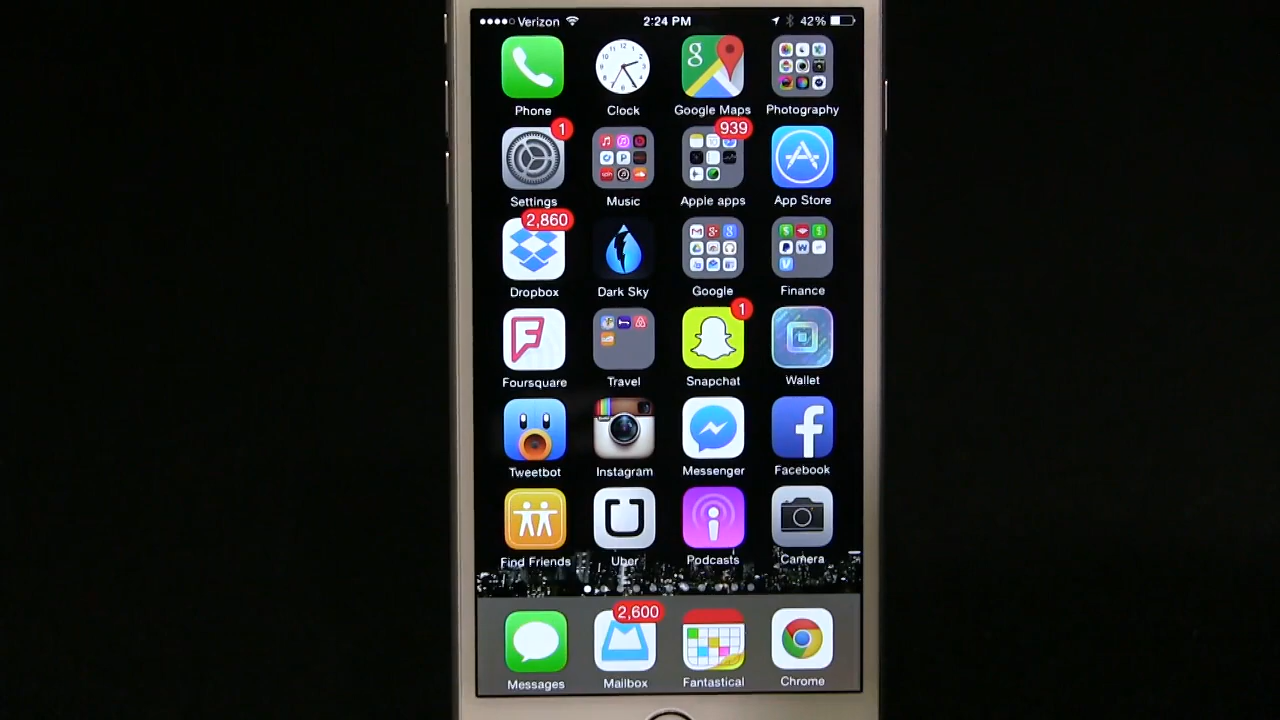 Verizon 2:24 PM 42%
Phone Clock Google Maps Photography
1 939
Settings Music Apple apps App Store
2,860
Dropbox Dark Sky Google Finance
1
Foursquare Travel Snapchat Wallet
Tweetbot Instagram Messenger Facebook
Find Friends Uber Podcasts Camera
2,600
Messages Mailbox Fantastical Chrome